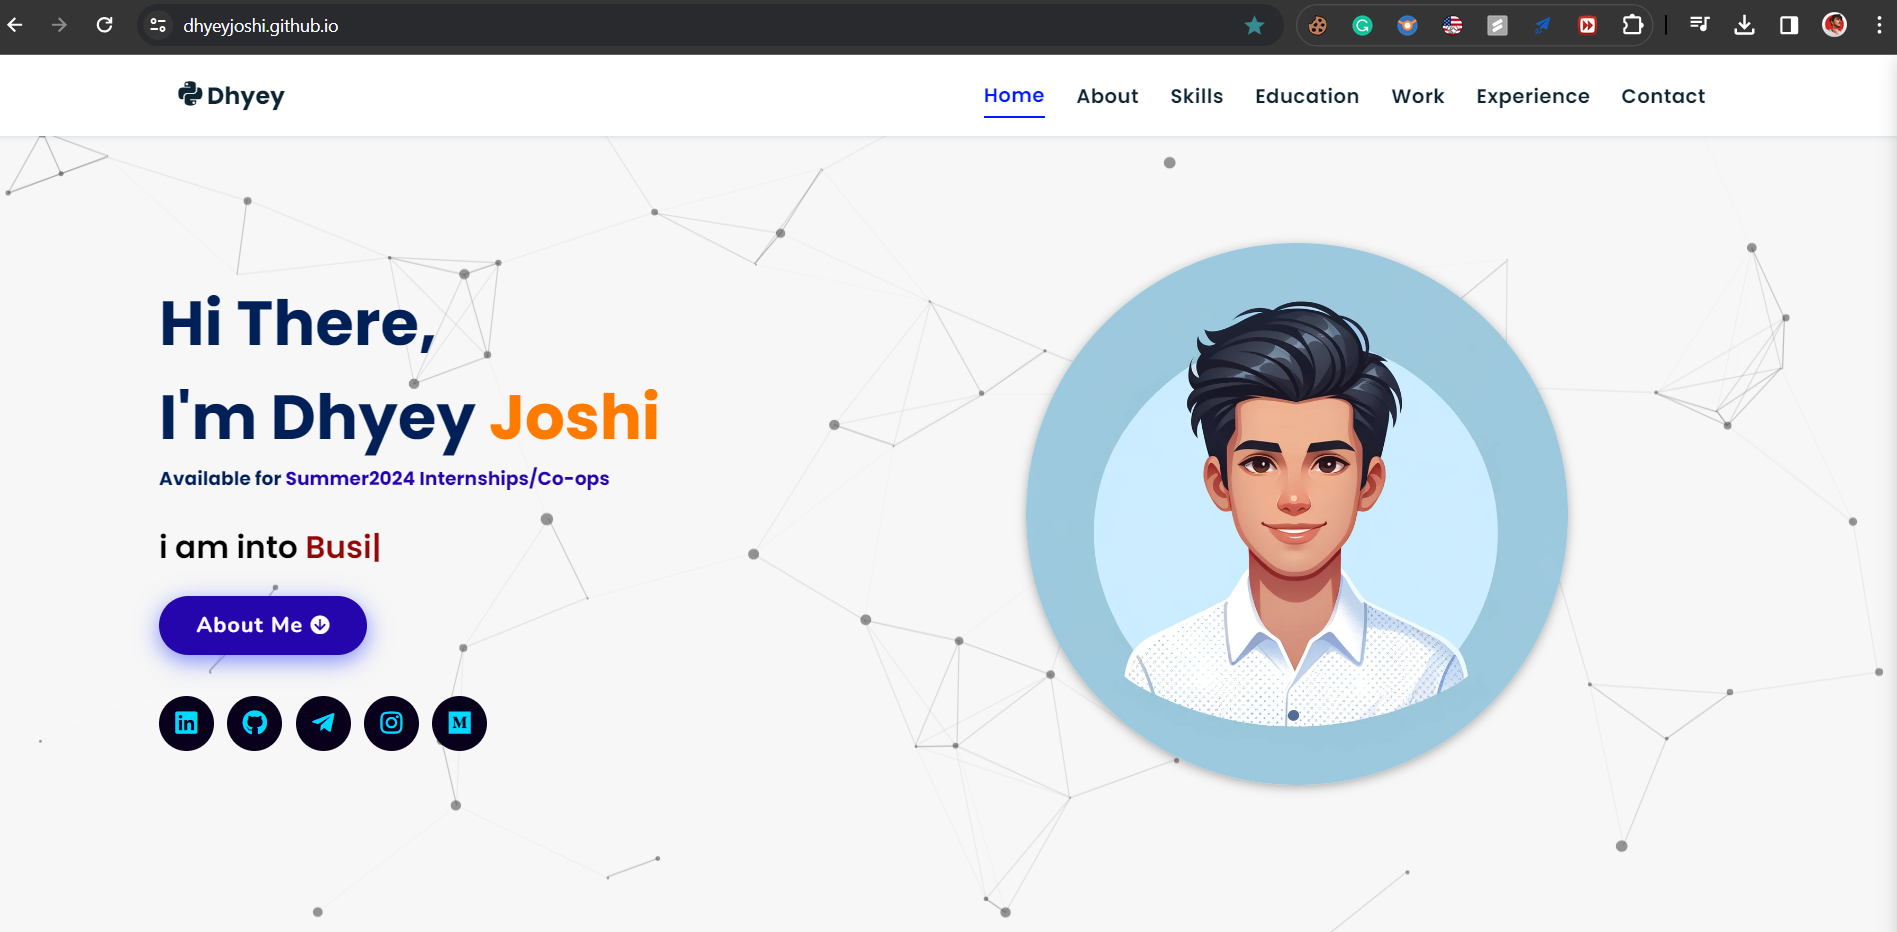 dhyeyjoshi.github.io
Dhyey
Home About Skills Education Work Experience Contact
Hi There,
I'm Dhyey Joshi
Available for Summer2024 Internships/Co-ops
i am into Busi|
About Me